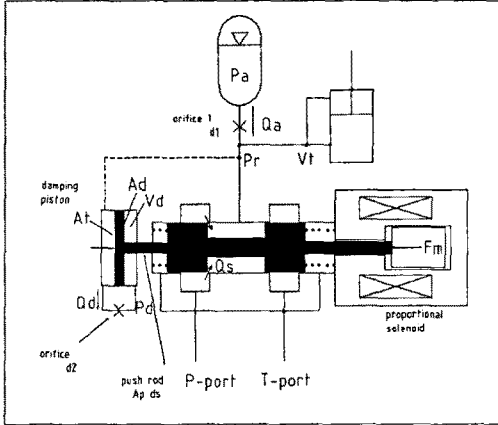 Pa
orifice 1
d1
Qa
Pr
Vt
damping
piston
Ad
Vd
At
Fm
Qs
Qd
Pd
proportional
solenoid
orifice
d2
push rod
Ap ds
P-port
T-port